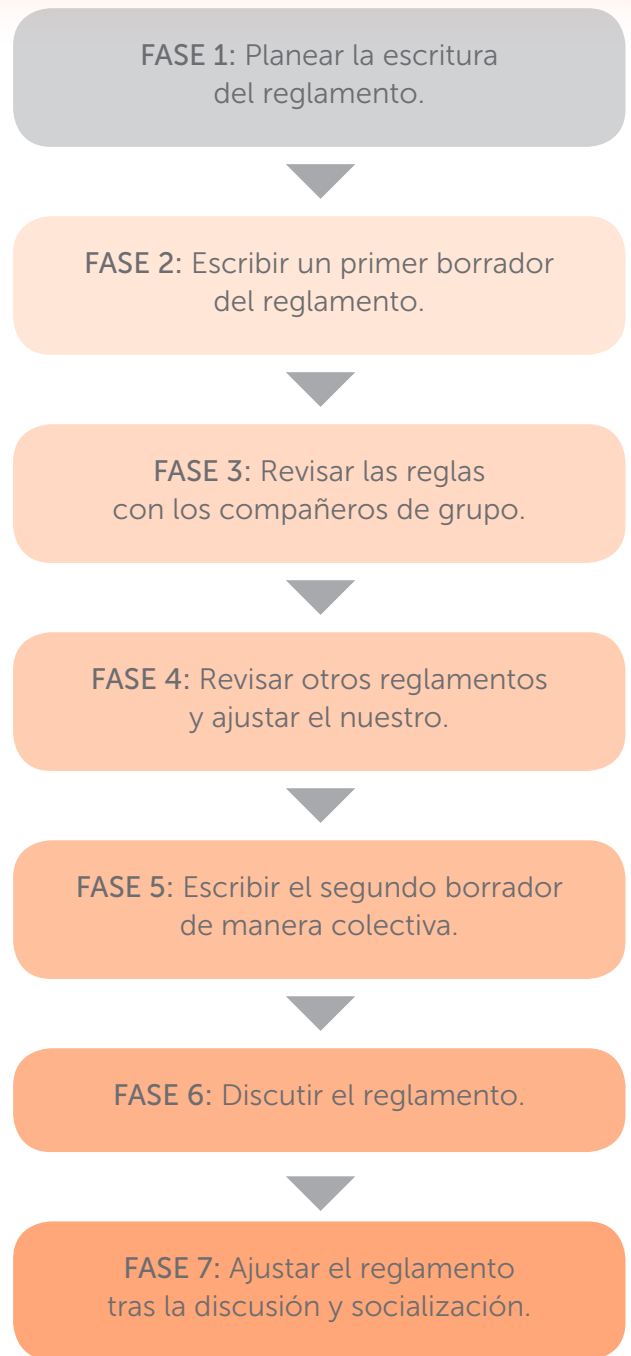 FASE 1: Planear la escritura
del reglamento.
FASE 2: Escribir un primer borrador
del reglamento.
FASE 3: Revisar las reglas
con los compañeros de grupo.
FASE 4: Revisar otros reglamentos
y ajustar el nuestro.
FASE 5: Escribir el segundo borrador
de manera colectiva.
FASE 6: Discutir el reglamento.
FASE 7: Ajustar el reglamento
tras la discusión y socialización.